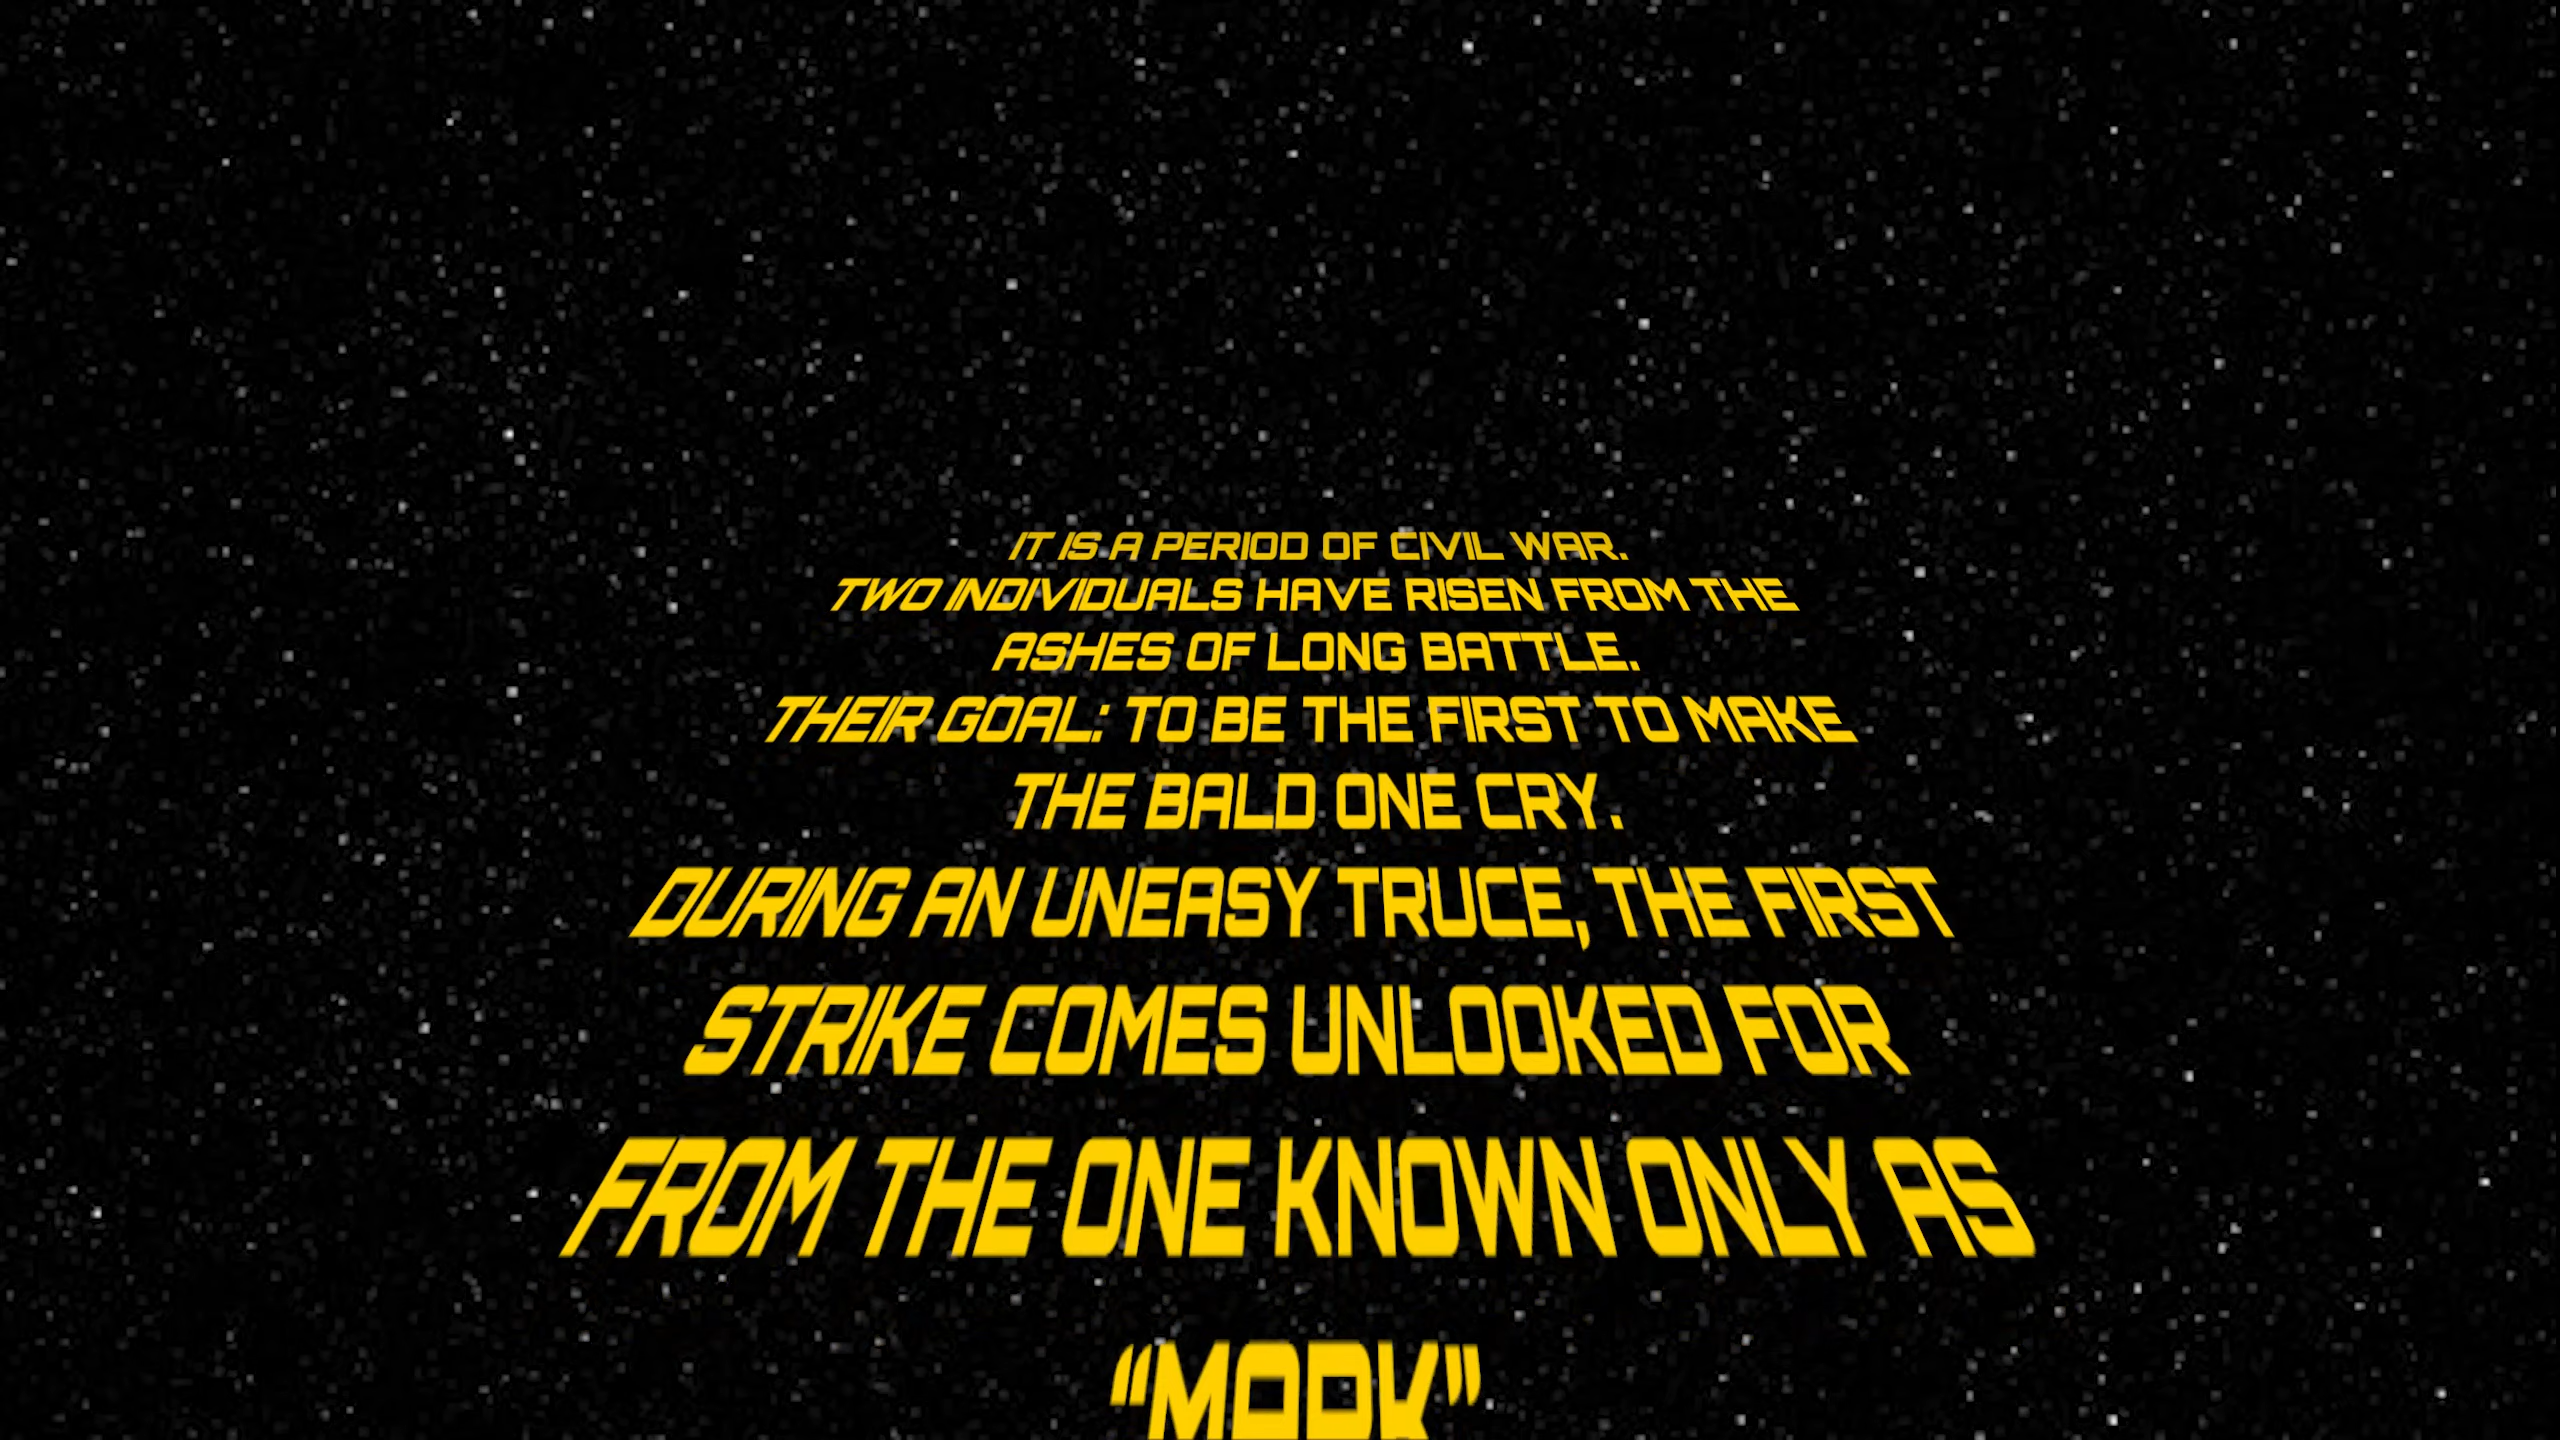 IT IS A PERIOD OF CIVIL WAR.
TWO INDIVIDUALS HAVE RISEN FROM THE
ASHES OF LONG BATTLE.
THEIR GOAL: TO BE THE FIRST TO MAKE
THE BALD ONE CRY.
DURING AN UNEASY TRUCE, THE FIRST
STRIKE COMES UNLOOKED FOR
FROM THE ONE KNOWN ONLY AS
“MARK”